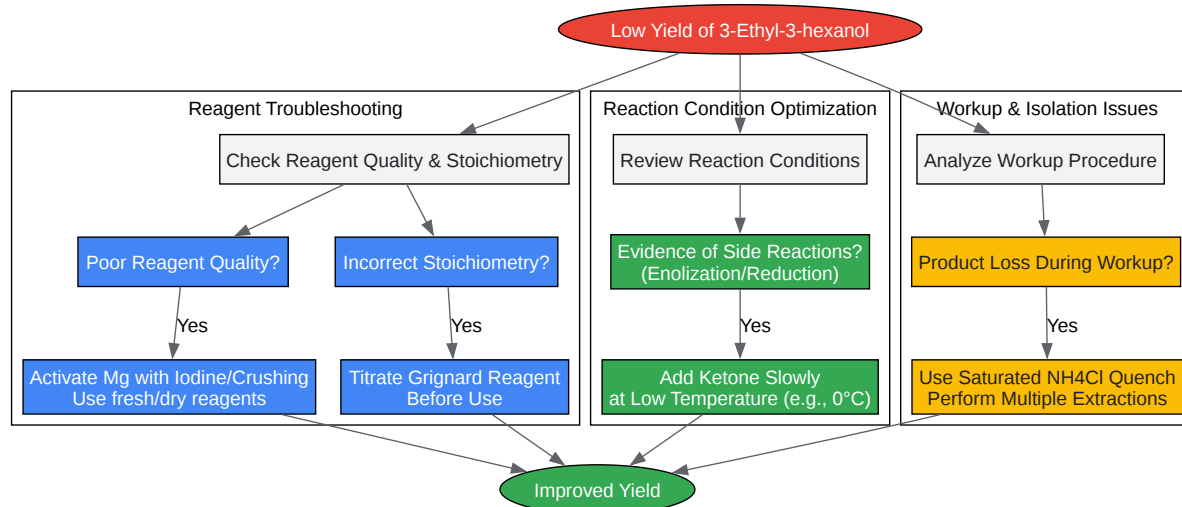 Low Yield of 3-Ethyl-3-hexanol
Reagent Troubleshooting
Check Reagent Quality & Stoichiometry
Poor Reagent Quality?
Incorrect Stoichiometry?
Yes
Yes
Activate Mg with Iodine/Crushing
Use fresh/dry reagents
Titrate Grignard Reagent
Before Use
Reaction Condition Optimization
Review Reaction Conditions
Evidence of Side Reactions?
(Enolization/Reduction)
Yes
Add Ketone Slowly
at Low Temperature (e.g., 0°C)
Workup & Isolation Issues
Analyze Workup Procedure
Product Loss During Workup?
Yes
Use Saturated NH4Cl Quench
Perform Multiple Extractions
Improved Yield